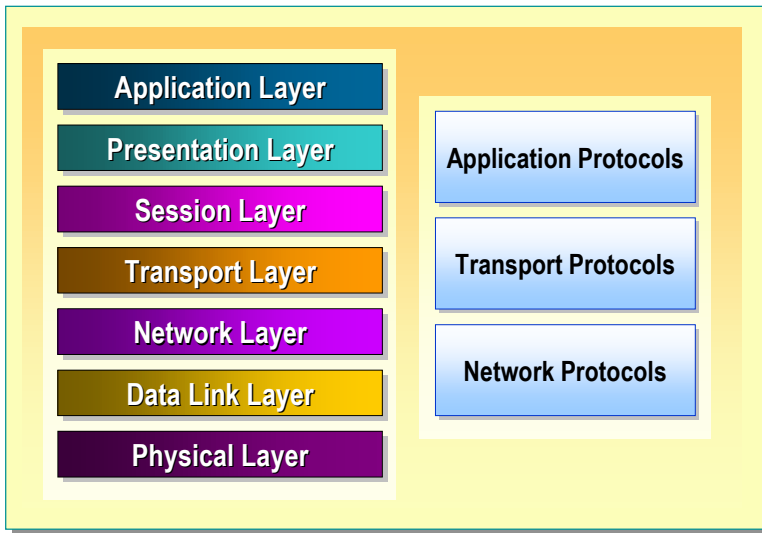 Application Layer
Presentation Layer
Session Layer
Transport Layer
Network Layer
Data Link Layer
Physical Layer
Application Protocols
Transport Protocols
Network Protocols